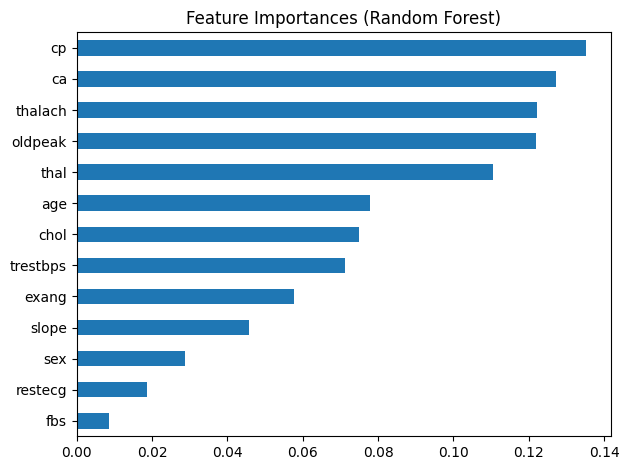 Feature Importances (Random Forest)
cp
ca
thalach
oldpeak
thal
age
chol
trestbps
exang
slope
sex
restecg
fbs
0.00 0.02 0.04 0.06 0.08 0.10 0.12 0.14